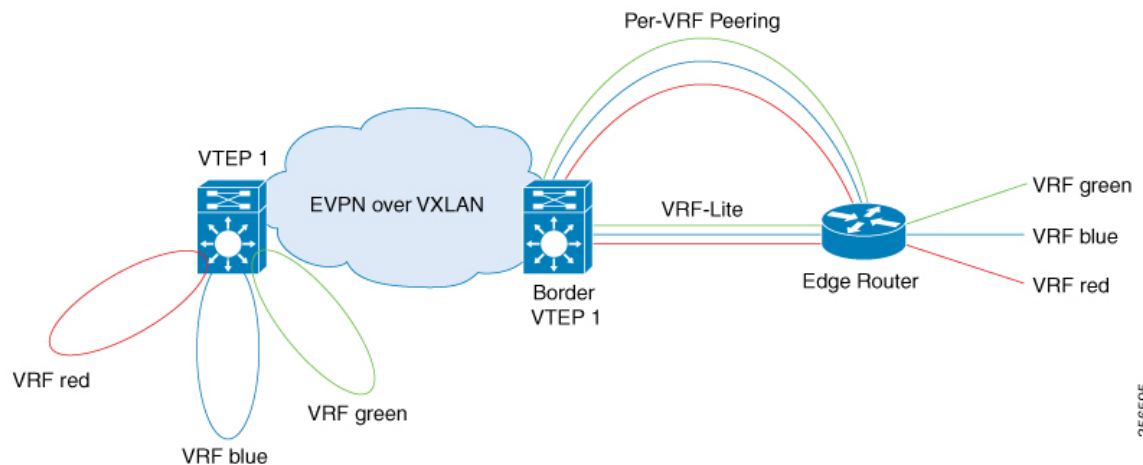 Per-VRF Peering
VTEP 1
EVPN over VXLAN
VRF-Lite
VRF green
VRF blue
VRF red
Edge Router
Border
VTEP 1
VRF red
VRF green
VRF blue